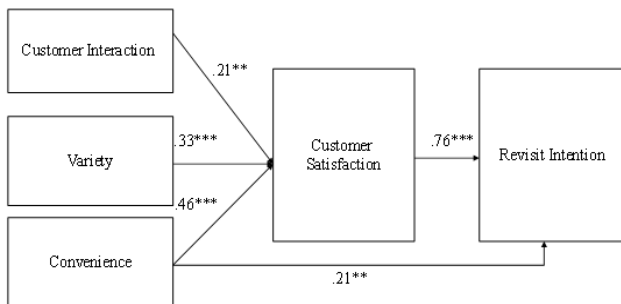 Customer Interaction
.21**
Variety
.33***
Customer
Satisfaction
.76***
Revisit Intention
.46***
Convenience
.21**